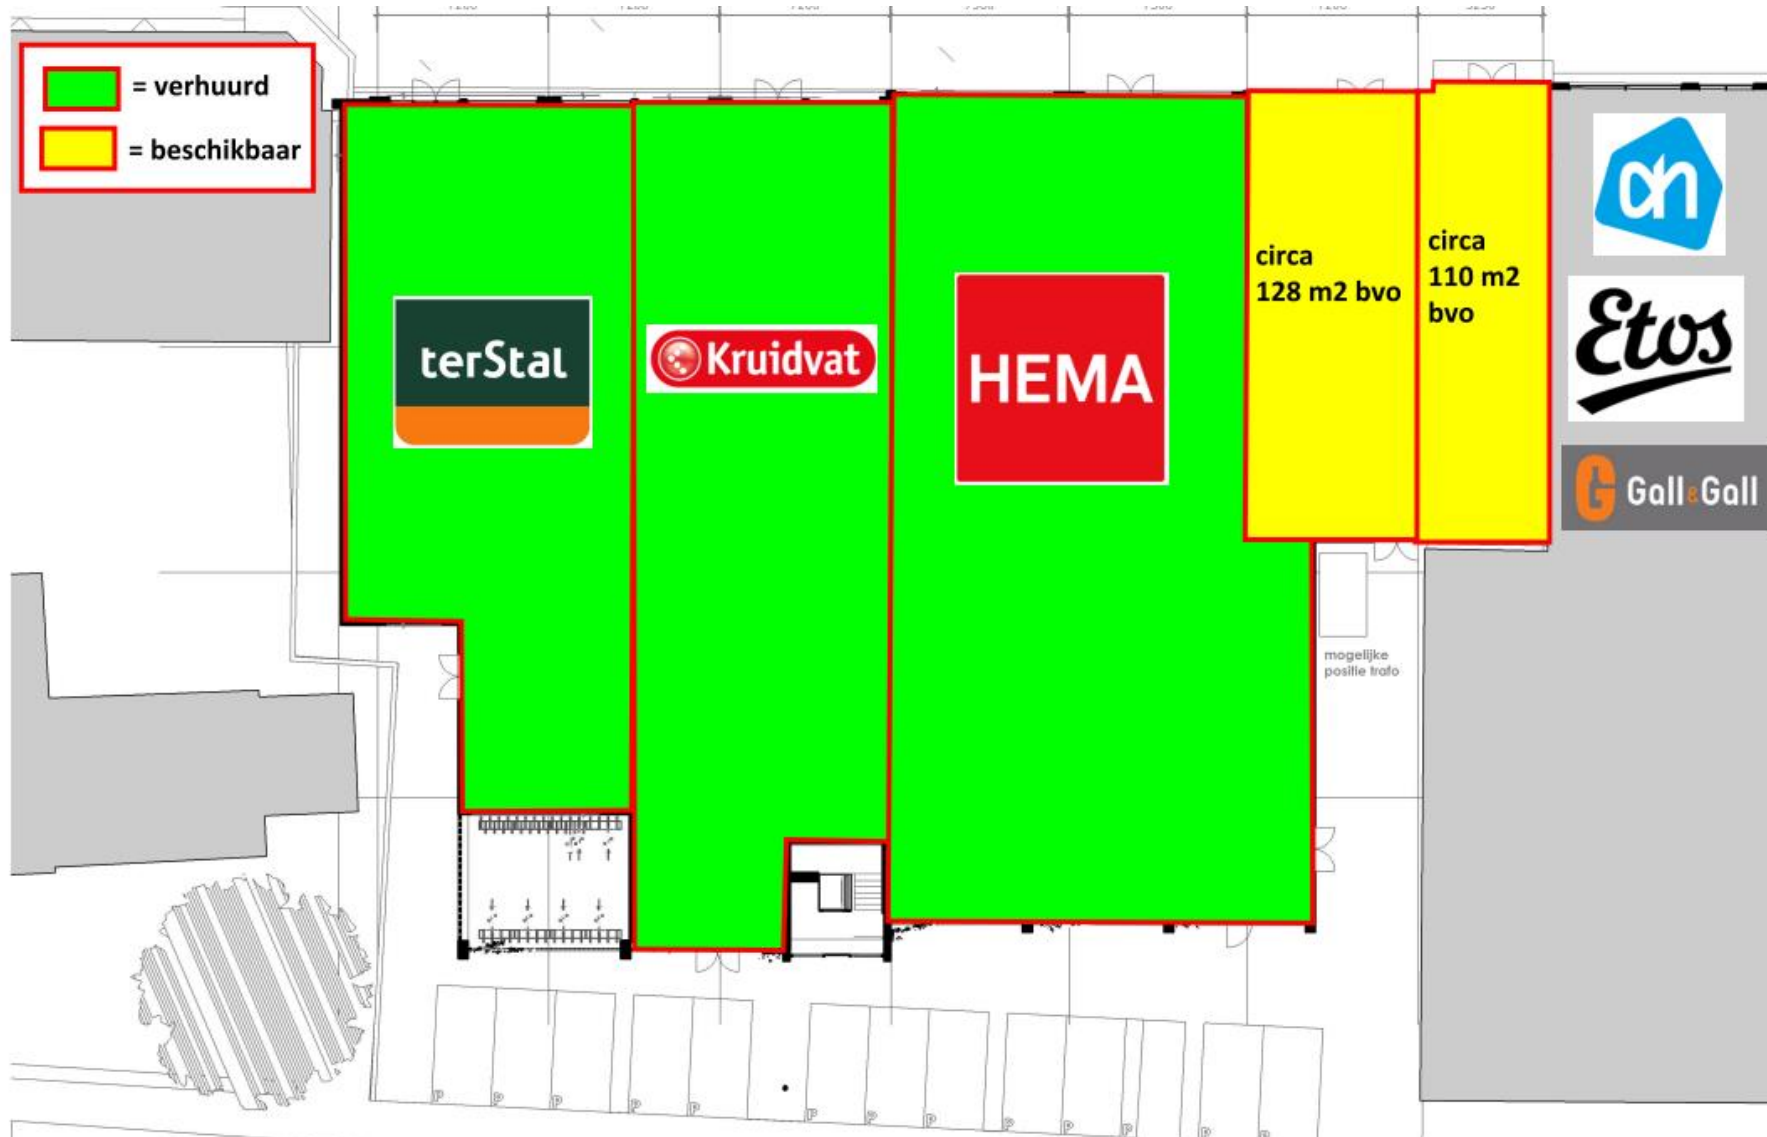 = verhuurd
= beschikbaar
terStal
Kruidvat
HEMA
circa
128 m2 bvo
circa
110 m2
bvo
ah
Etos
Gall&Gall
mogelijke
positie trafo
P
P
P
P
P
P
P
P
P
P
P
P